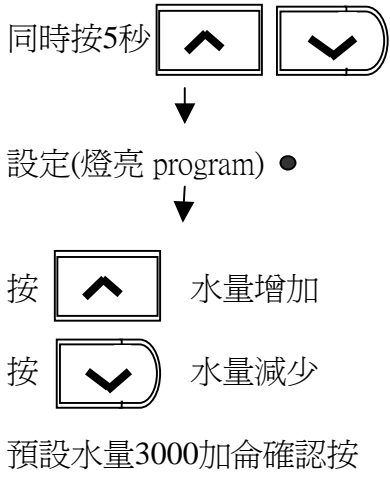 同時按5秒
設定(燈亮 program)
按 水量增加
按 水量減少
預設水量3000加侖確認按